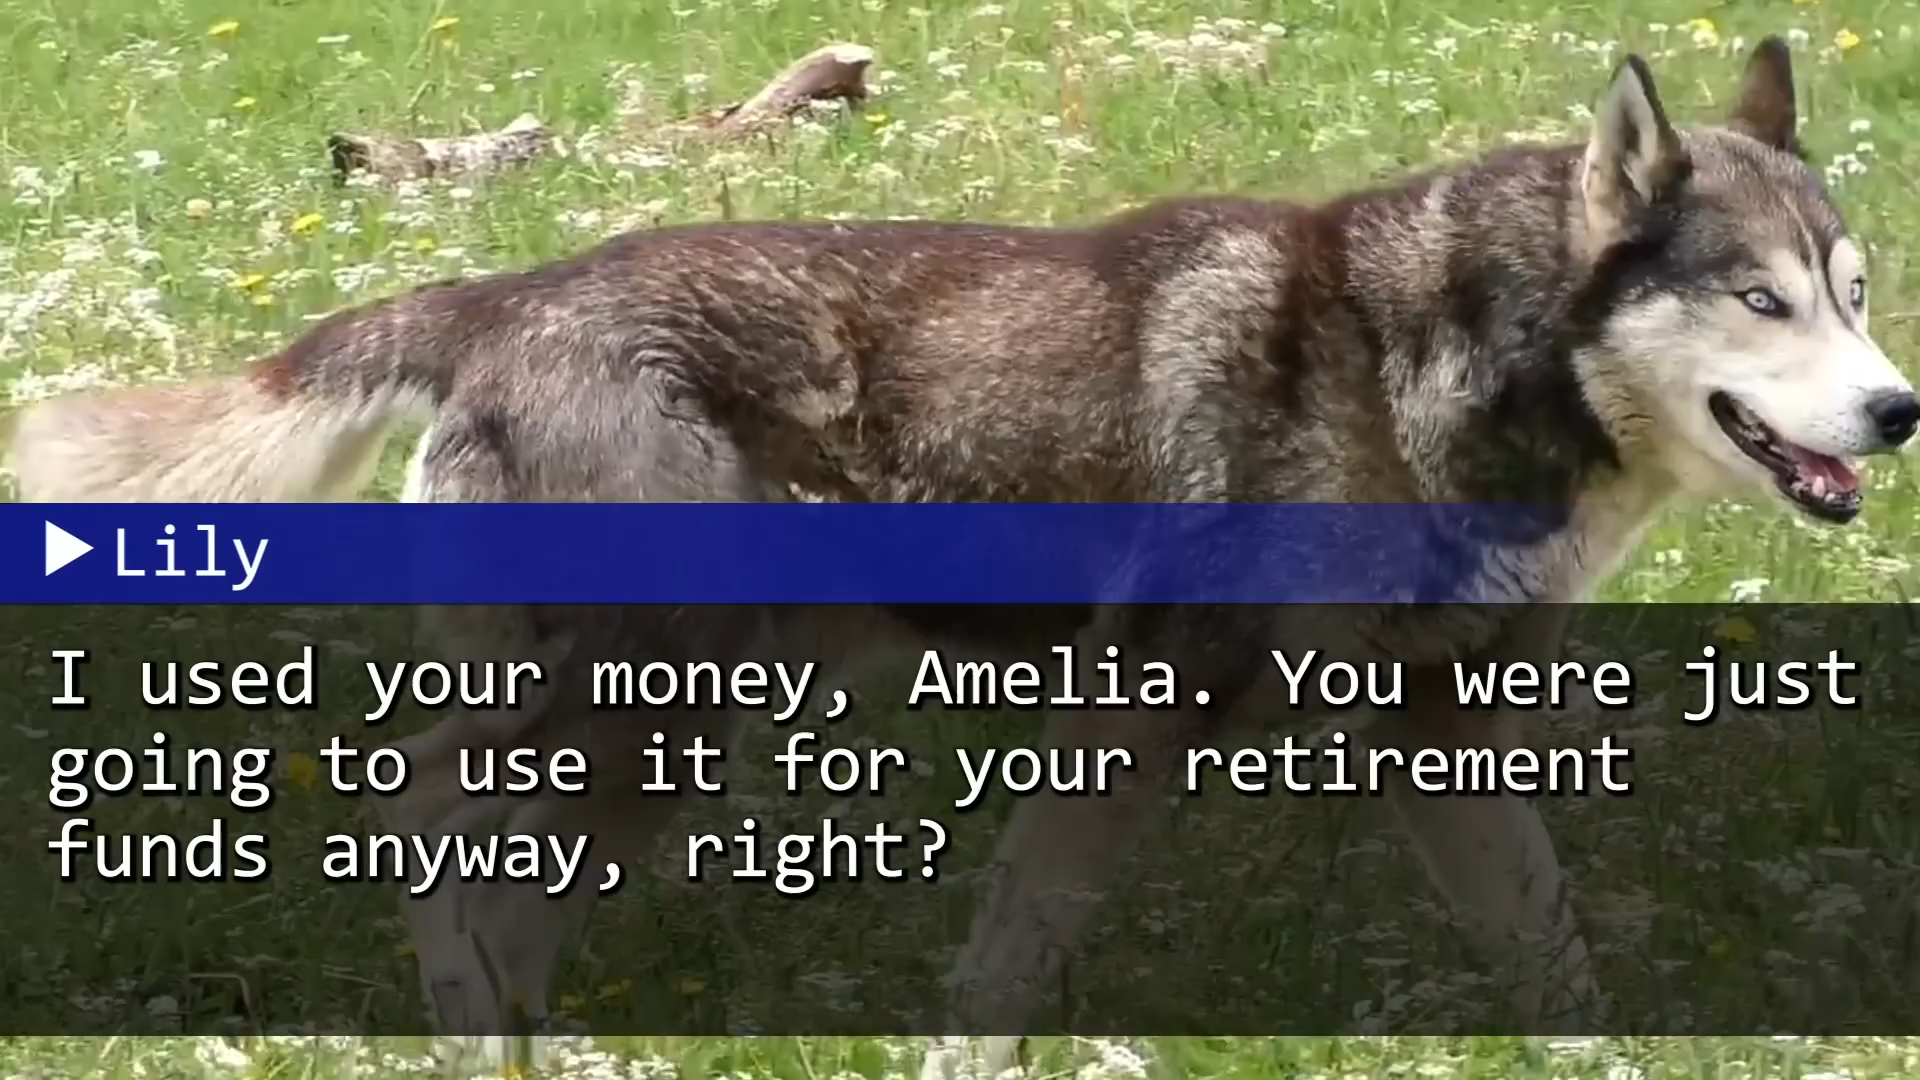 Lily
I used your money, Amelia. You were just
going to use it for your retirement
funds anyway, right?